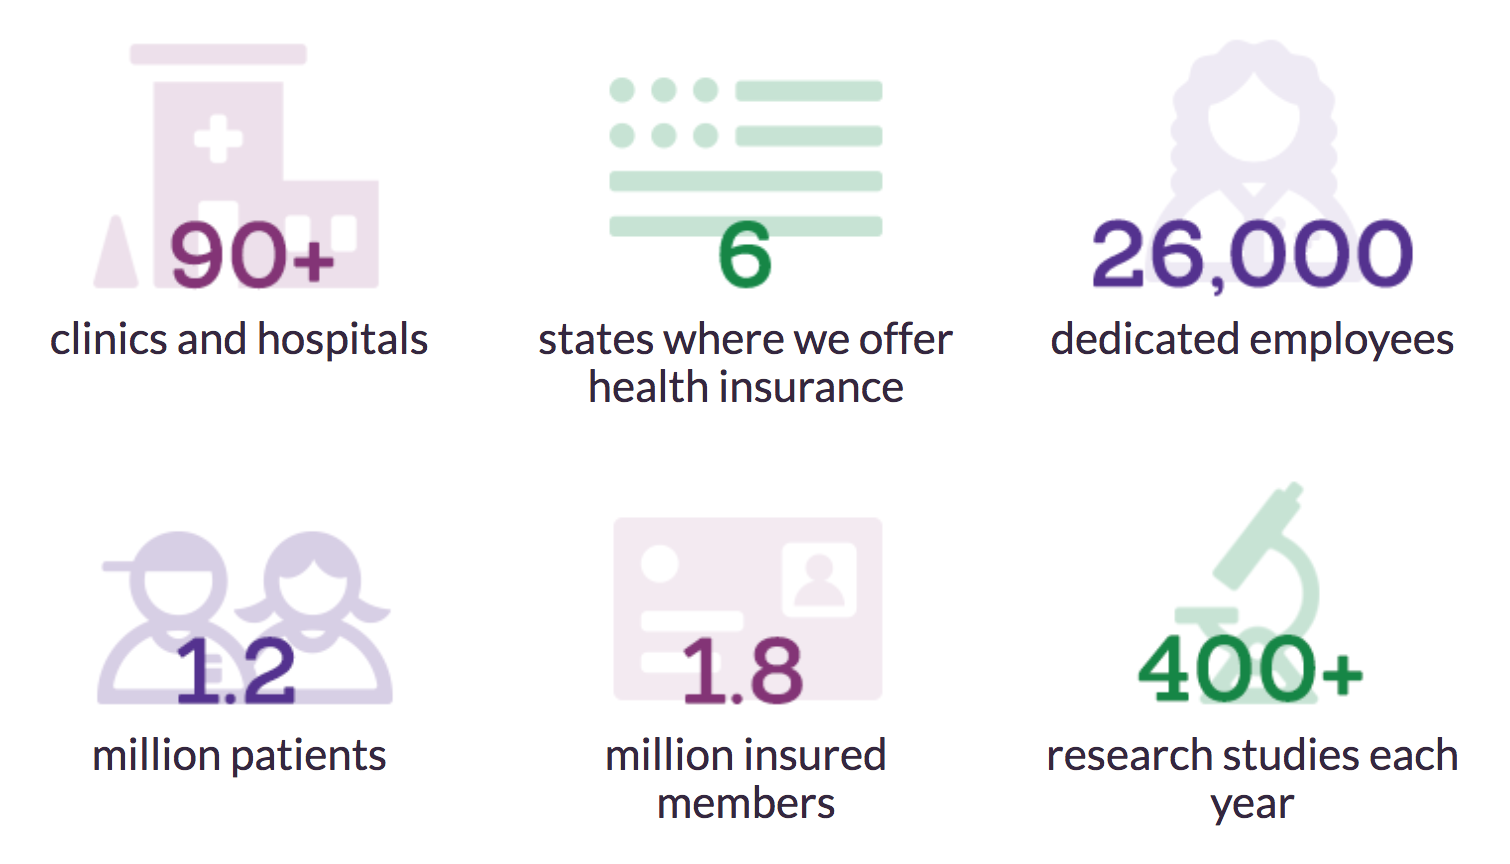 90+
clinics and hospitals
6
states where we offer
health insurance
26,000
dedicated employees
1.2
million patients
1.8
million insured
members
400+
research studies each
year